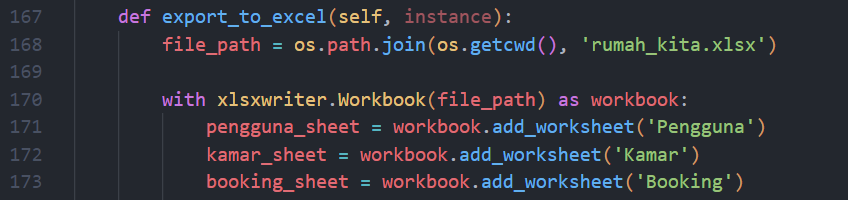 167 def export_to_excel(self, instance):
168 file_path = os.path.join(os.getcwd(), 'rumah_kita.xlsx')
169
170 with xlsxwriter.Workbook(file_path) as workbook:
171 pengguna_sheet = workbook.add_worksheet('Pengguna')
172 kamar_sheet = workbook.add_worksheet('Kamar')
173 booking_sheet = workbook.add_worksheet('Booking')